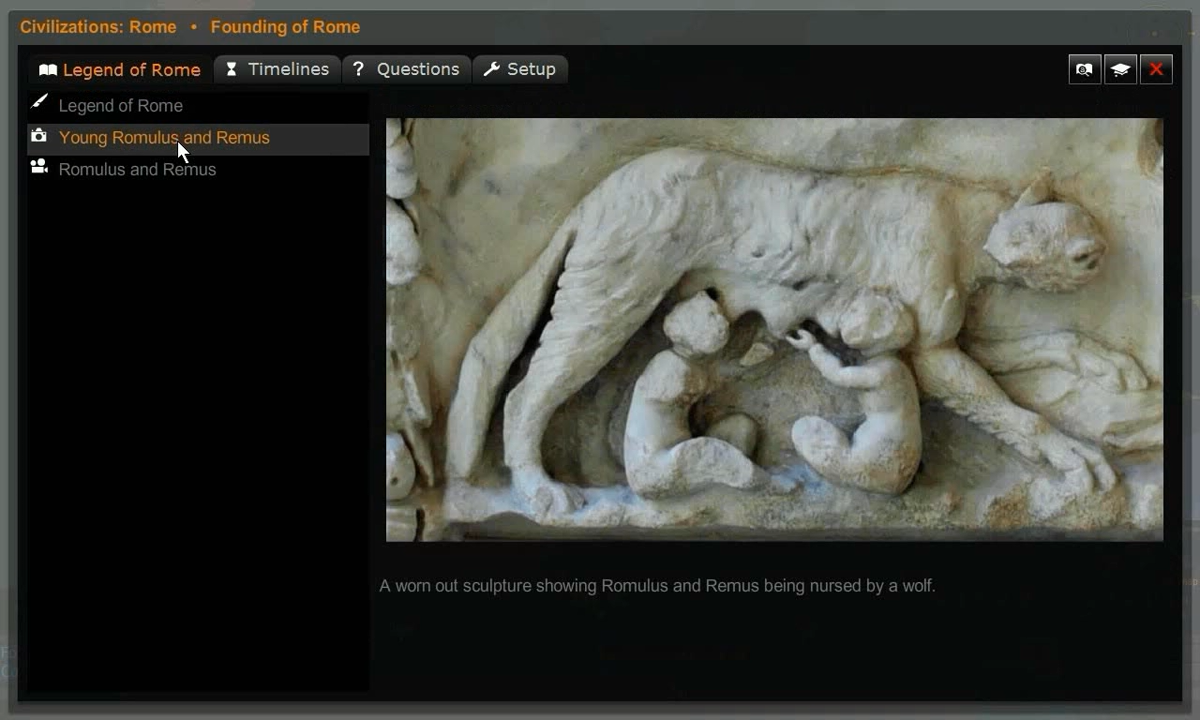 Civilizations: Rome • Founding of Rome
Legend of Rome
Timelines
? Questions
Setup
Legend of Rome
Young Romulus and Remus
Romulus and Remus
A worn out sculpture showing Romulus and Remus being nursed by a wolf.